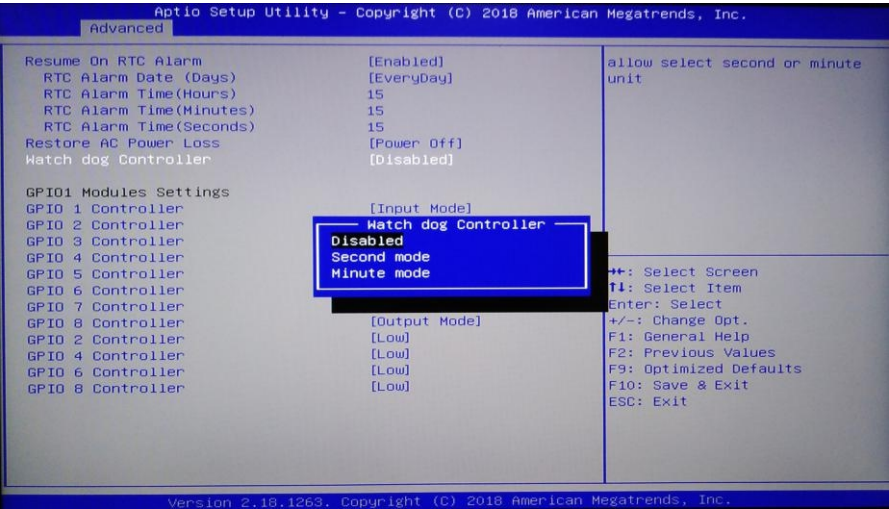 Aptio Setup Utility – Copyright (C) 2018 American Megatrends, Inc.
Advanced
Resume On RTC Alarm [Enabled]
RTC Alarm Date (Days) [EveryDay]
RTC Alarm Time(Hours) 15
RTC Alarm Time(Minutes) 15
RTC Alarm Time(Seconds) 15
Restore AC Power Loss [Power Off]
Watch dog Controller [Disabled]
GPIO1 Modules Settings
GPIO 1 Controller [Input Mode]
GPIO 2 Controller
GPIO 3 Controller
GPIO 4 Controller
GPIO 5 Controller
GPIO 6 Controller
GPIO 7 Controller
GPIO 8 Controller [Output Mode]
GPIO 2 Controller [Low]
GPIO 4 Controller [Low]
GPIO 6 Controller [Low]
GPIO 8 Controller [Low]
Watch dog Controller
Disabled
Second mode
Minute mode
allow select second or minute
unit
→←: Select Screen
↑↓: Select Item
Enter: Select
+/-: Change Opt.
F1: General Help
F2: Previous Values
F9: Optimized Defaults
F10: Save & Exit
ESC: Exit
Version 2.18.1263. Copyright (C) 2018 American Megatrends, Inc.